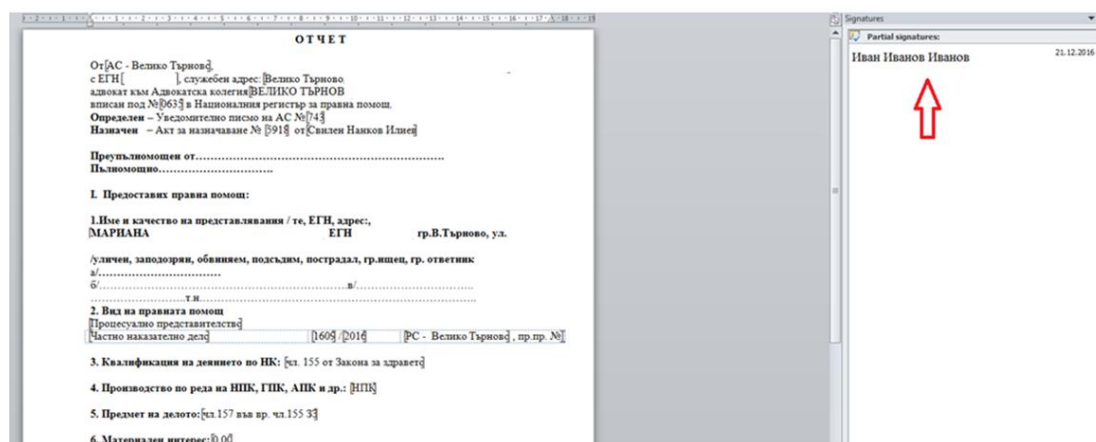 ОТЧЕТ
От[АС - Велико Търново],
с ЕГН[ ], служебен адрес: [Велико Търново
адвокат към Адвокатска колегия[ВЕЛИКО ТЪРНОВ
вписан под №[0635] в Националния регистър за правна помощ.
Определен – Уведомително писмо на АС №[743]
Назначен – Акт за назначаване № [5918] от[Свилен Нанков Илиев]
Преупълномощен от……………………………………………………………
Пълномощно…………………………
I. Предоставих правна помощ:
1.Име и качество на представлявания / те, ЕГН, адрес:,
[МАРИАНА ЕГН гр.В.Търново, ул.
/уличен, заподозрян, обвиняем, подсъдим, пострадал, гр.ищец, гр. ответник
а/……………………………
б/……………………………………………………………в/……………………………
……………………т.н……………………………………………………………………
2. Вид на правната помощ
[Процесуално представителство]
[Частно наказателно дело] [1609] /[2016] [РС - Велико Търново] , пр.пр. №[]
3. Квалификация на деянието по НК: [чл. 155 от Закона за здравето]
4. Производство по реда на НПК, ГПК, АПК и др.: [НПК]
5. Предмет на делото:[чл.157 във вр. чл.155 ЗЗ]
6. Материален интерес:[0.00]
Signatures
Partial signatures:
Иван Иванов Иванов 21.12.2016